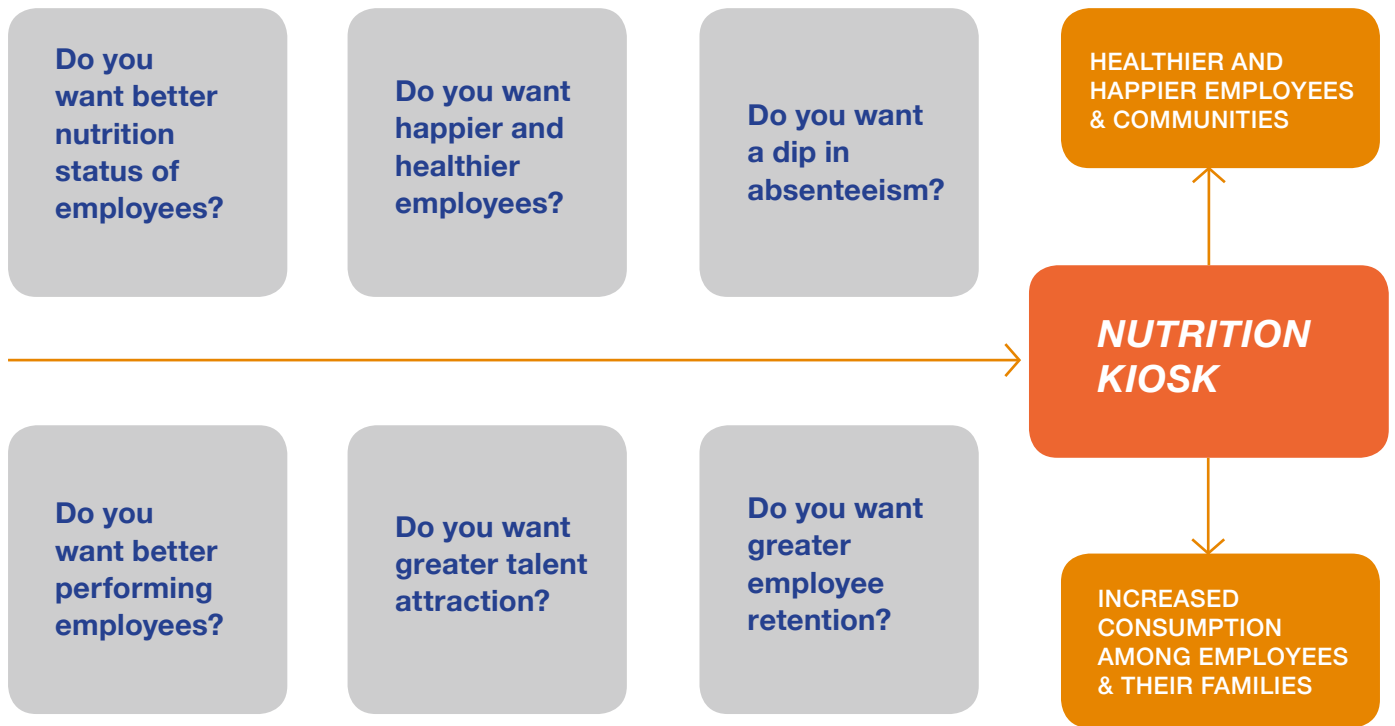 Do you
want better
nutrition
status of
employees?
Do you want
happier and
healthier
employees?
Do you want
a dip in
absenteeism?
HEALTHIER AND
HAPPIER EMPLOYEES
& COMMUNITIES
NUTRITION
KIOSK
Do you
want better
performing
employees?
Do you want
greater talent
attraction?
Do you want
greater
employee
retention?
INCREASED
CONSUMPTION
AMONG EMPLOYEES
& THEIR FAMILIES